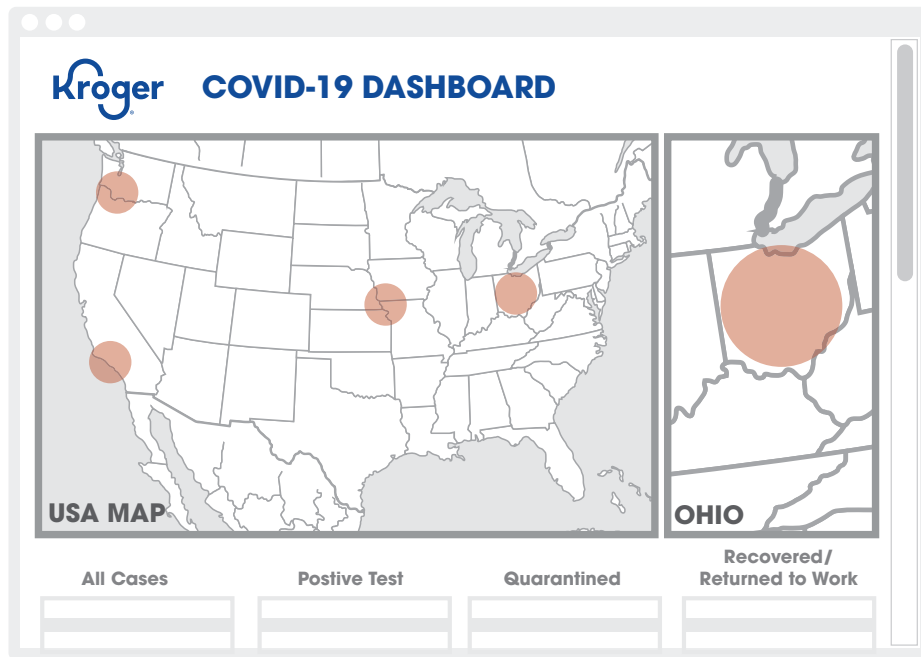 Kroger COVID-19 DASHBOARD
USA MAP
OHIO
All Cases
Postive Test
Quarantined
Recovered/
Returned to Work